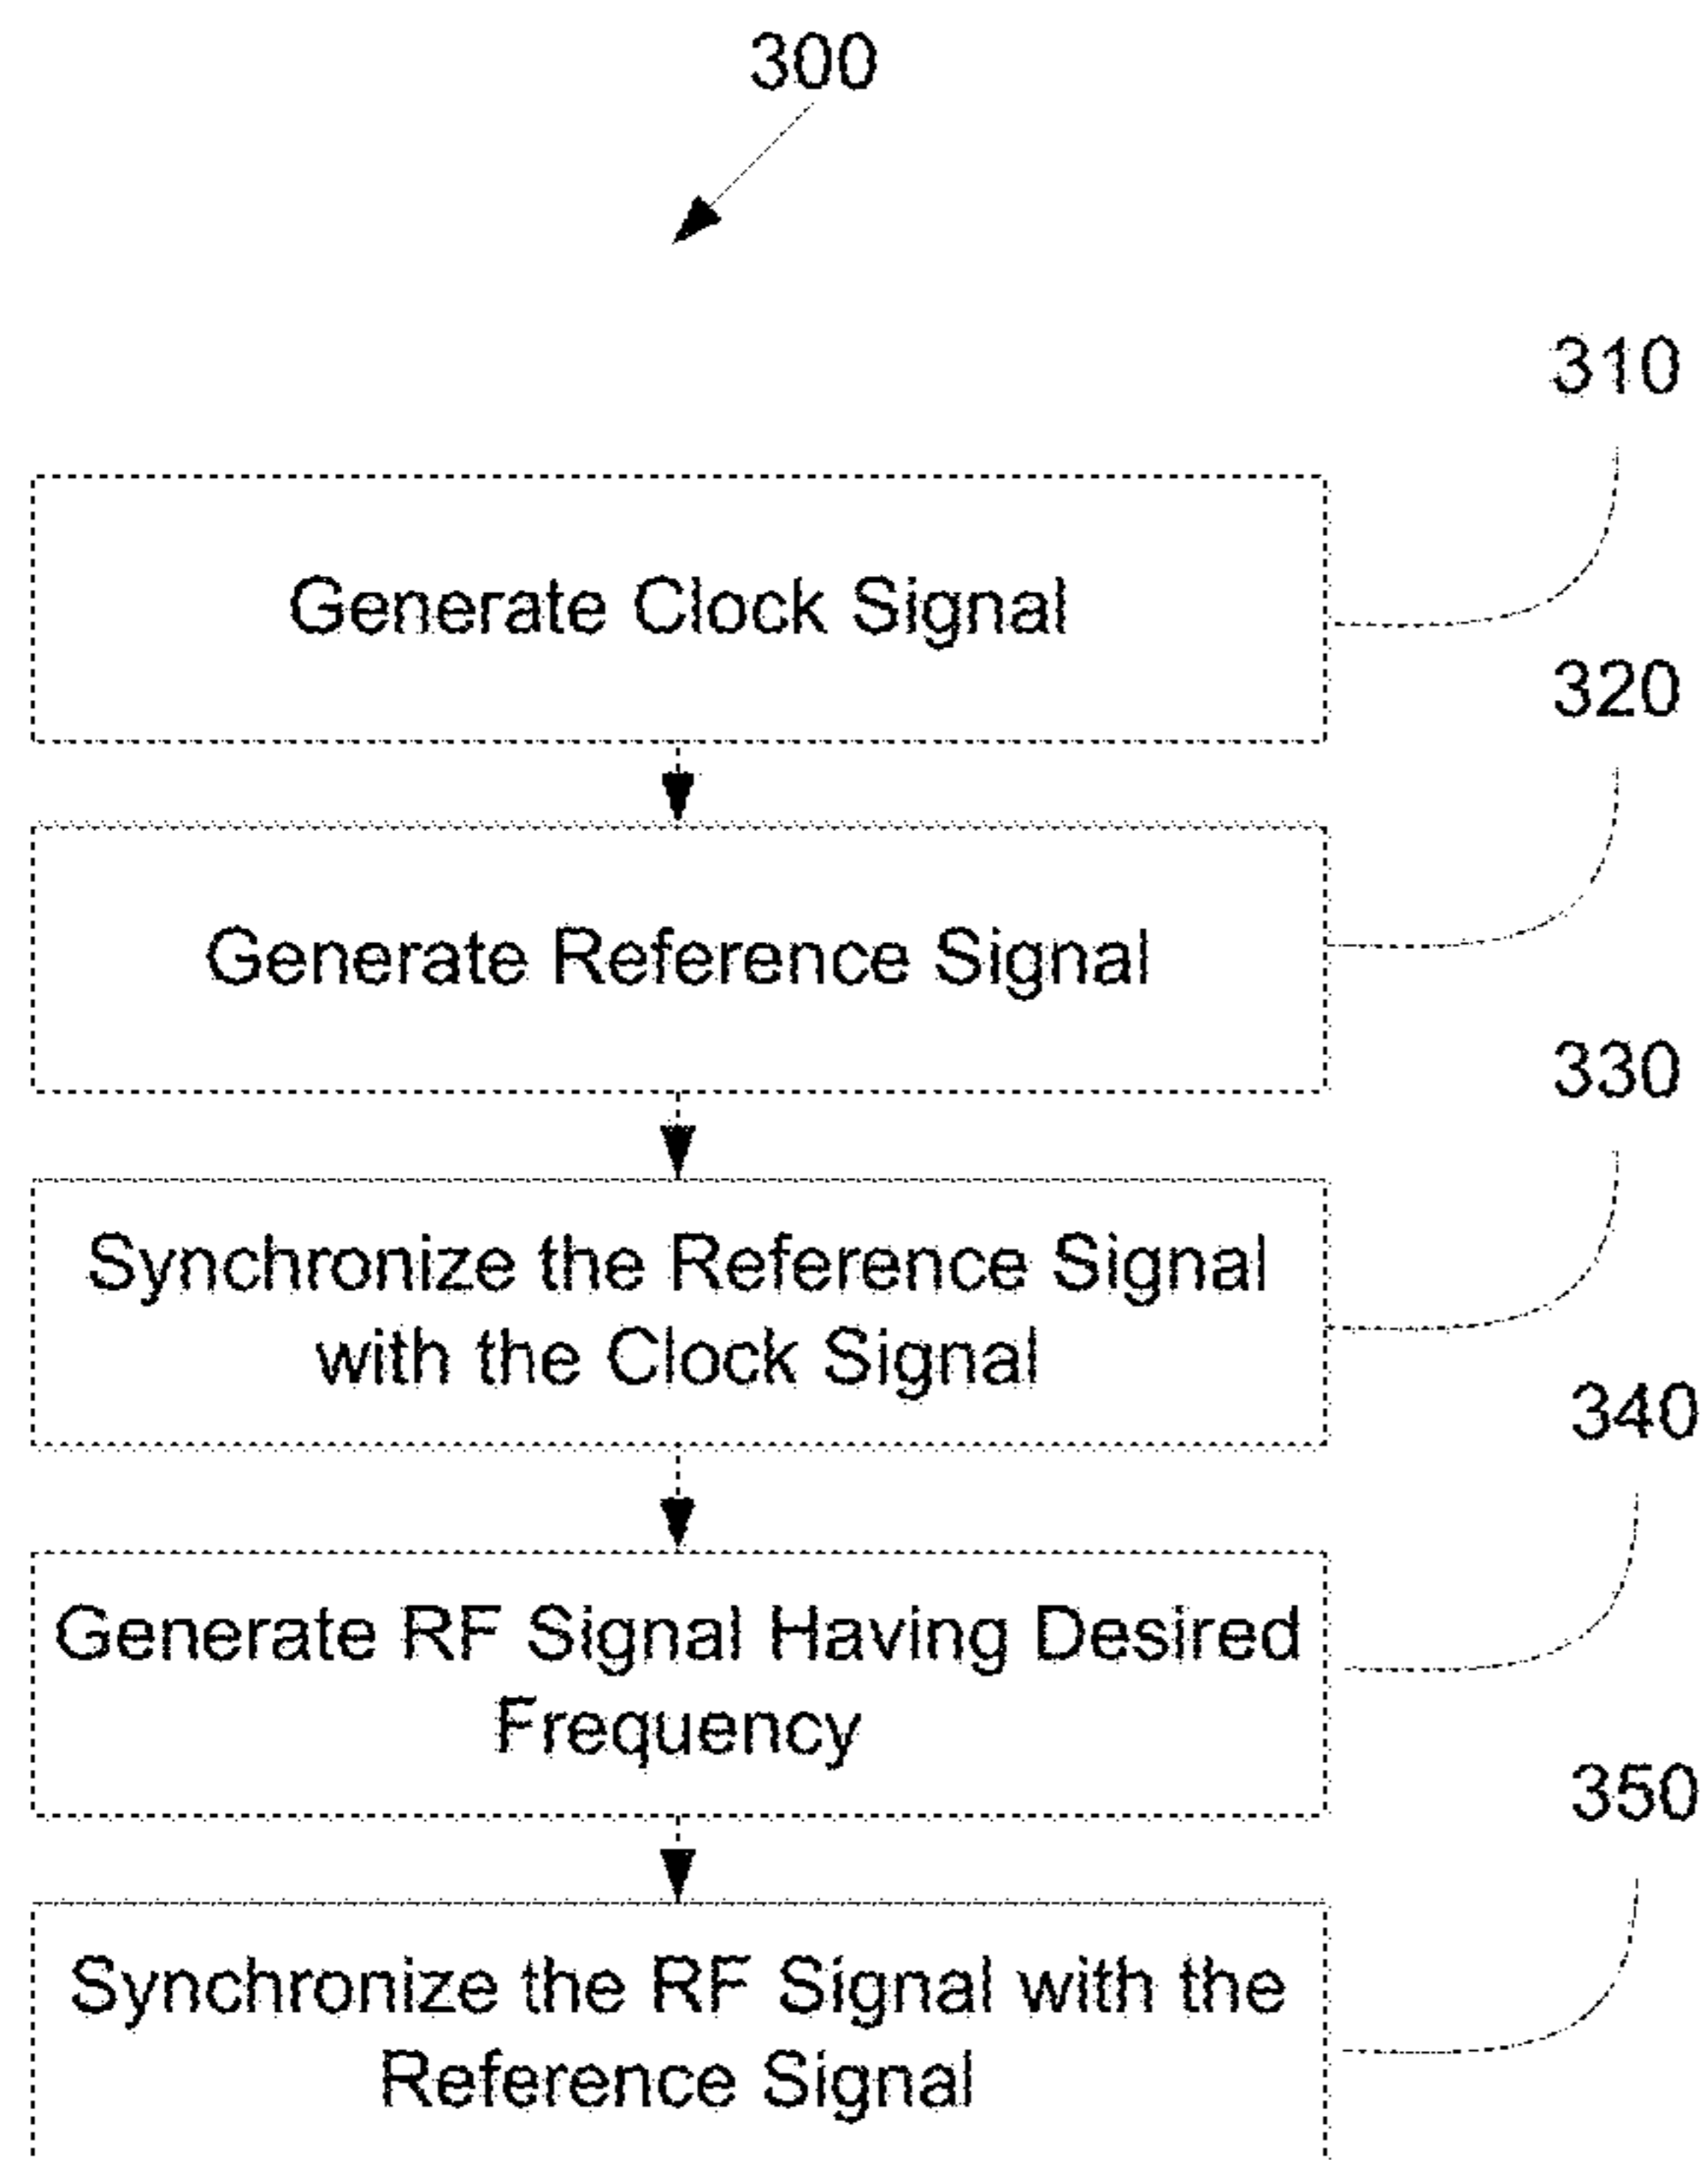 300
310
Generate Clock Signal
320
Generate Reference Signal
330
Synchronize the Reference Signal
with the Clock Signal
340
Generate RF Signal Having Desired
Frequency
350
Synchronize the RF Signal with the
Reference Signal